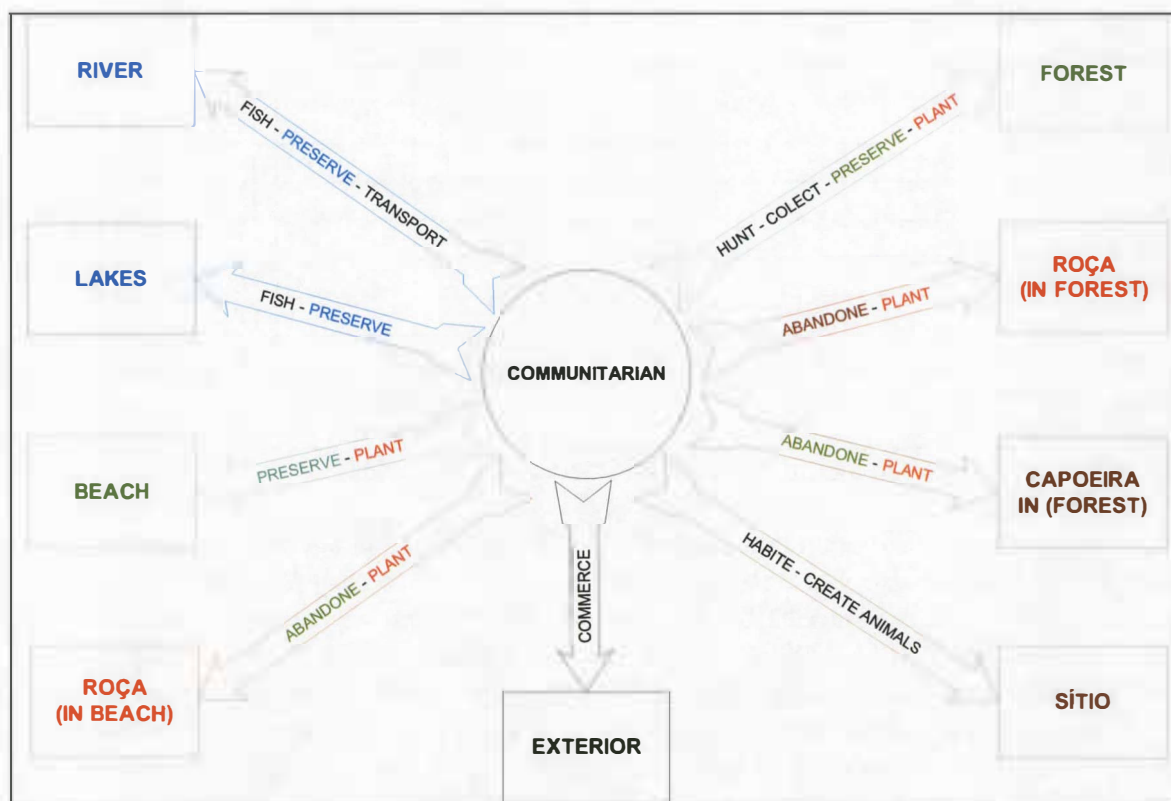 RIVER
FISH - PRESERVE - TRANSPORT
LAKES
FISH - PRESERVE
BEACH
PRESERVE - PLANT
ROÇA
(IN BEACH)
ABANDONE - PLANT
COMMUNITARIAN
COMMERCE
EXTERIOR
FOREST
HUNT - COLECT - PRESERVE - PLANT
ROÇA
(IN FOREST)
ABANDONE - PLANT
CAPOEIRA
IN (FOREST)
ABANDONE - PLANT
HABITE - CREATE ANIMALS
SÍTIO